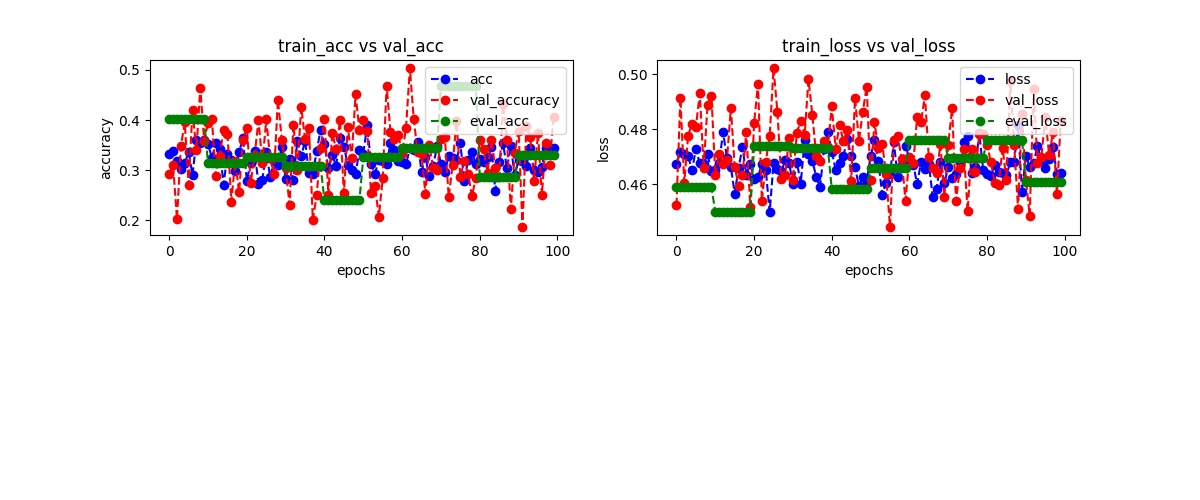 train_acc vs val_acc
0.5
0.4
0.3
0.2
accuracy
acc
val_accuracy
eval_acc
0 20 40 60 80 100
epochs
train_loss vs val_loss
0.50
0.48
0.46
loss
loss
val_loss
eval_loss
0 20 40 60 80 100
epochs